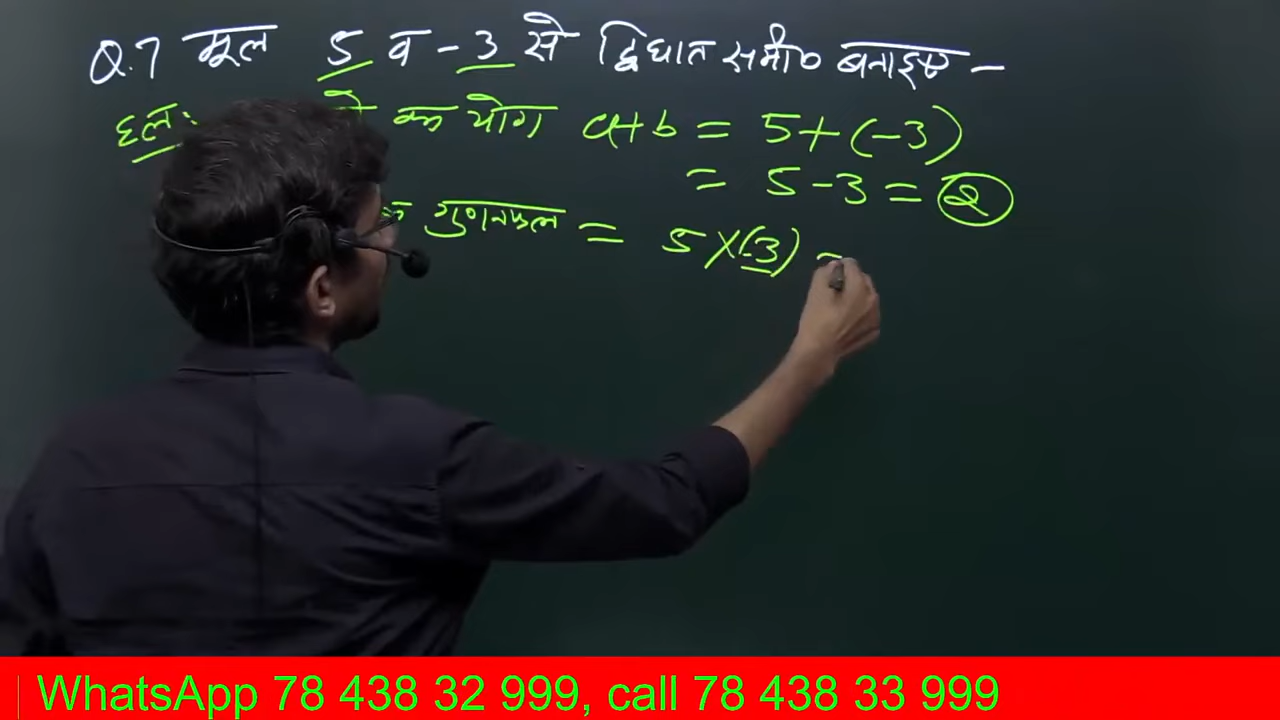 Q.7 मूल 5 व -3 से द्विघात समी० बनाइए -
हल: का योग a+b = 5+(-3)
= 5-3 = 2
गुणनफल = 5×(-3) =
WhatsApp 78 438 32 999, call 78 438 33 999